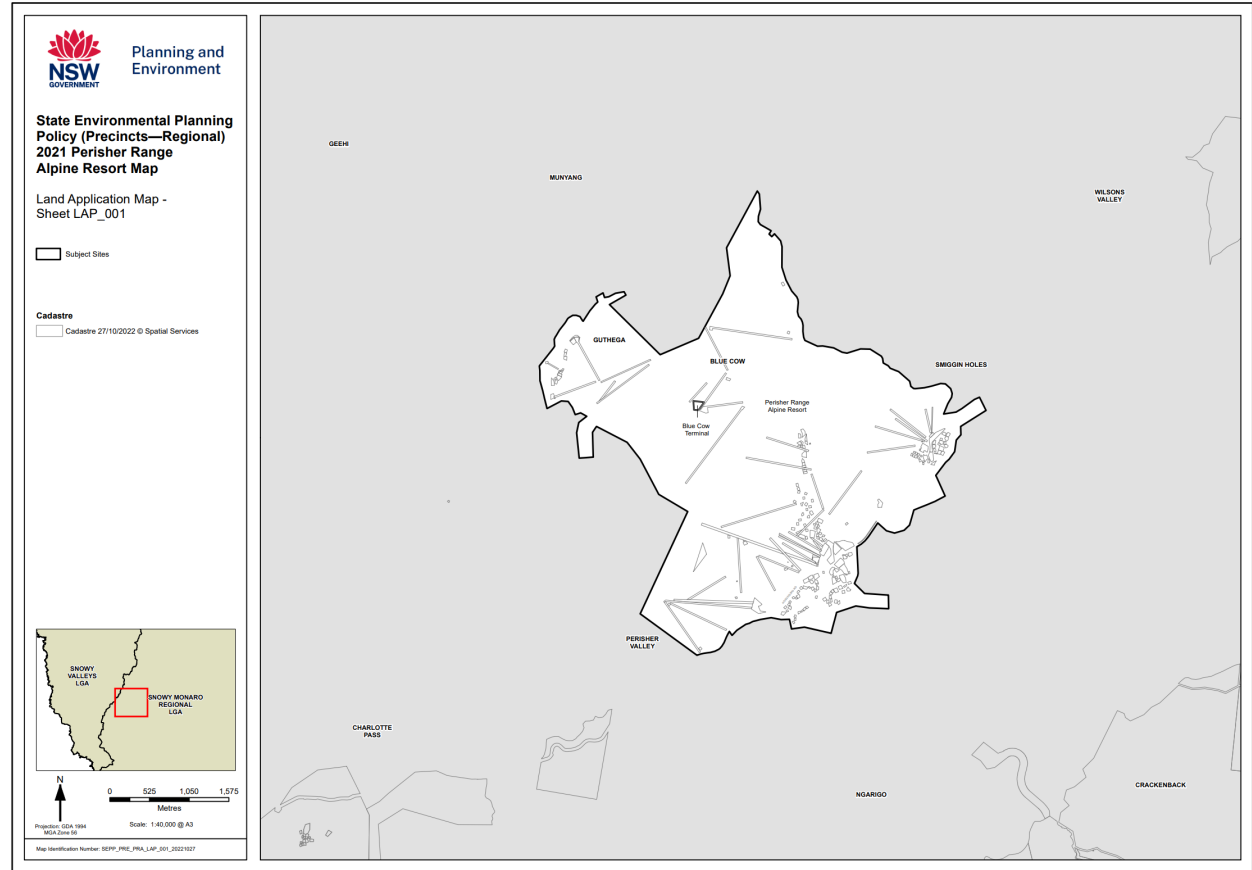 NSW
GOVERNMENT
Planning and
Environment
State Environmental Planning
Policy (Precincts—Regional)
2021 Perisher Range
Alpine Resort Map
Land Application Map -
Sheet LAP_001
Subject Sites
Cadastre
Cadastre 27/10/2022 © Spatial Services
SNOWY
VALLEYS
LGA
SNOWY MONARO
REGIONAL
LGA
N
0 525 1,050 1,575
Metres
Projection: GDA 1994
MGA Zone 56
Scale: 1:40,000 @ A3
Map Identification Number: SEPP_PRE_PRA_LAP_001_20221027
GEEHI
MUNYANG
WILSONS
VALLEY
GUTHEGA
BLUE COW
SMIGGIN HOLES
Perisher Range
Alpine Resort
Blue Cow
Terminal
PERISHER
VALLEY
CHARLOTTE
PASS
NGARIGO
CRACKENBACK